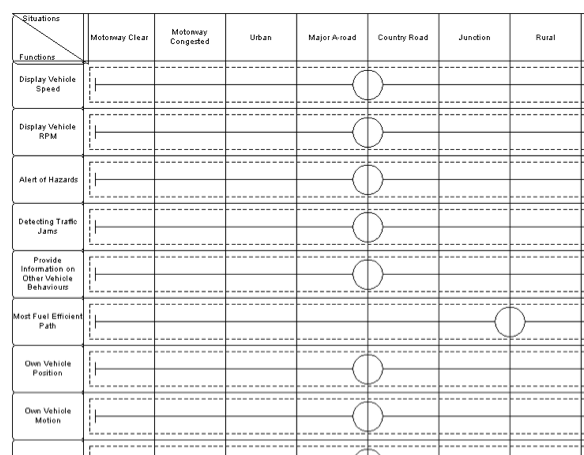 Situations
Functions
Motorway Clear
Motorway
Congested
Urban
Major A-road
Country Road
Junction
Rural
Display Vehicle
Speed
Display Vehicle
RPM
Alert of Hazards
Detecting Traffic
Jams
Provide
Information on
Other Vehicle
Behaviours
Most Fuel Efficient
Path
Own Vehicle
Position
Own Vehicle
Motion